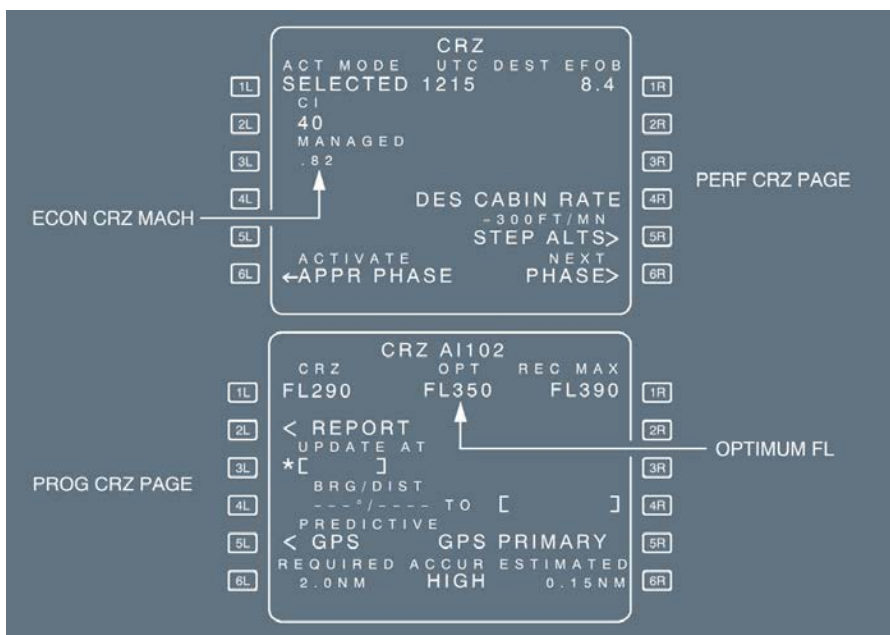 CRZ
ACT MODE UTC DEST EFOB
1L SELECTED 1215 8.4 1R
CI
2L 40 2R
MANAGED
3L .82 3R
PERF CRZ PAGE
4L DES CABIN RATE 4R
ECON CRZ MACH
-300FT/MN
5L STEP ALTS> 5R
ACTIVATE NEXT
6L ←APPR PHASE PHASE> 6R
CRZ AI102
CRZ OPT REC MAX
1L FL290 FL350 FL390 1R
2L < REPORT 2R
UPDATE AT
OPTIMUM FL
3L *[ ] 3R
PROG CRZ PAGE
BRG/DIST
4L ---°/---- TO [ ] 4R
PREDICTIVE
5L < GPS GPS PRIMARY 5R
REQUIRED ACCUR ESTIMATED
6L 2.0NM HIGH 0.15NM 6R